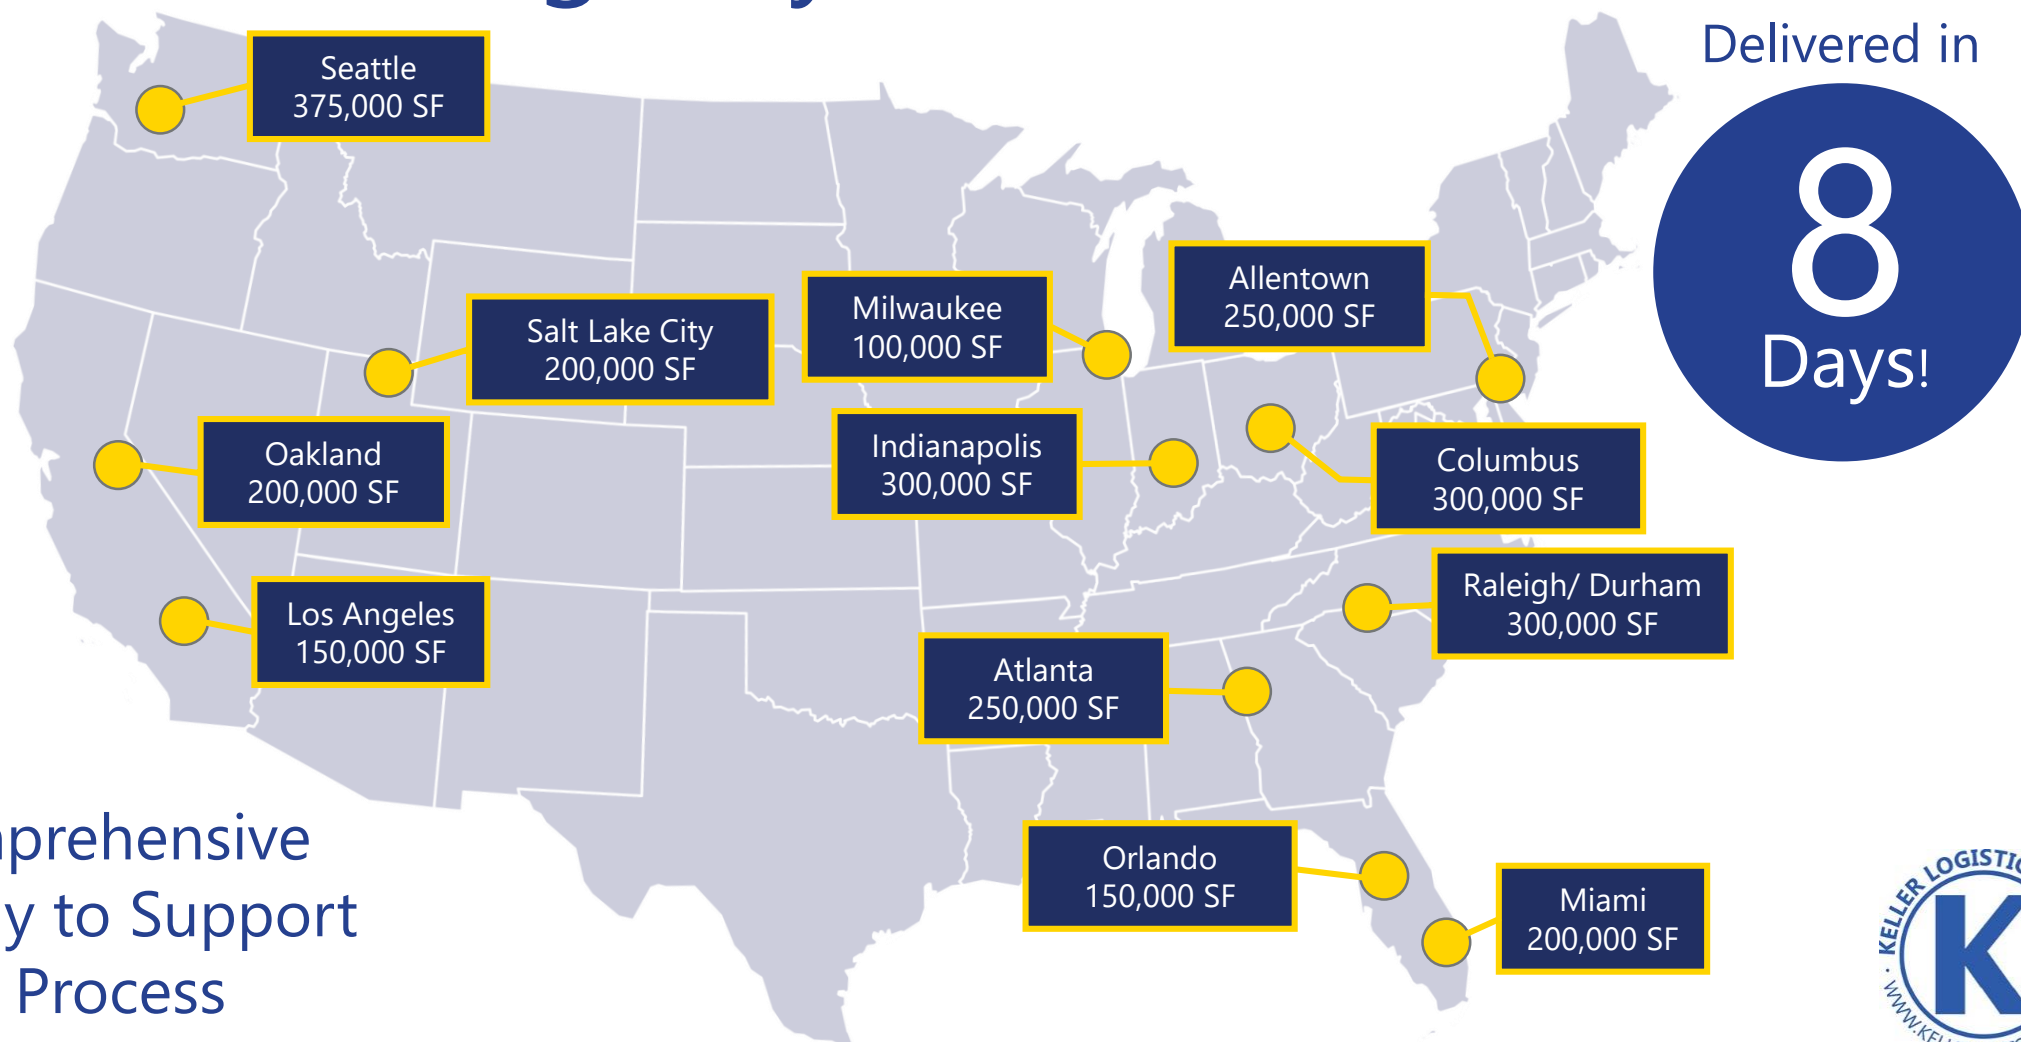 Delivered in
8
Days!
Seattle
375,000 SF
Salt Lake City
200,000 SF
Milwaukee
100,000 SF
Allentown
250,000 SF
Oakland
200,000 SF
Indianapolis
300,000 SF
Columbus
300,000 SF
Los Angeles
150,000 SF
Raleigh/ Durham
300,000 SF
Atlanta
250,000 SF
Orlando
150,000 SF
Miami
200,000 SF
to Support
Process
KELLER
K